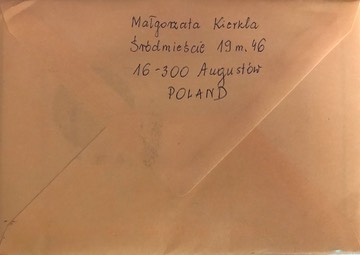 Małgorzata Kierkla
Śródmieście 19 m. 46
16-300 Augustów
POLAND